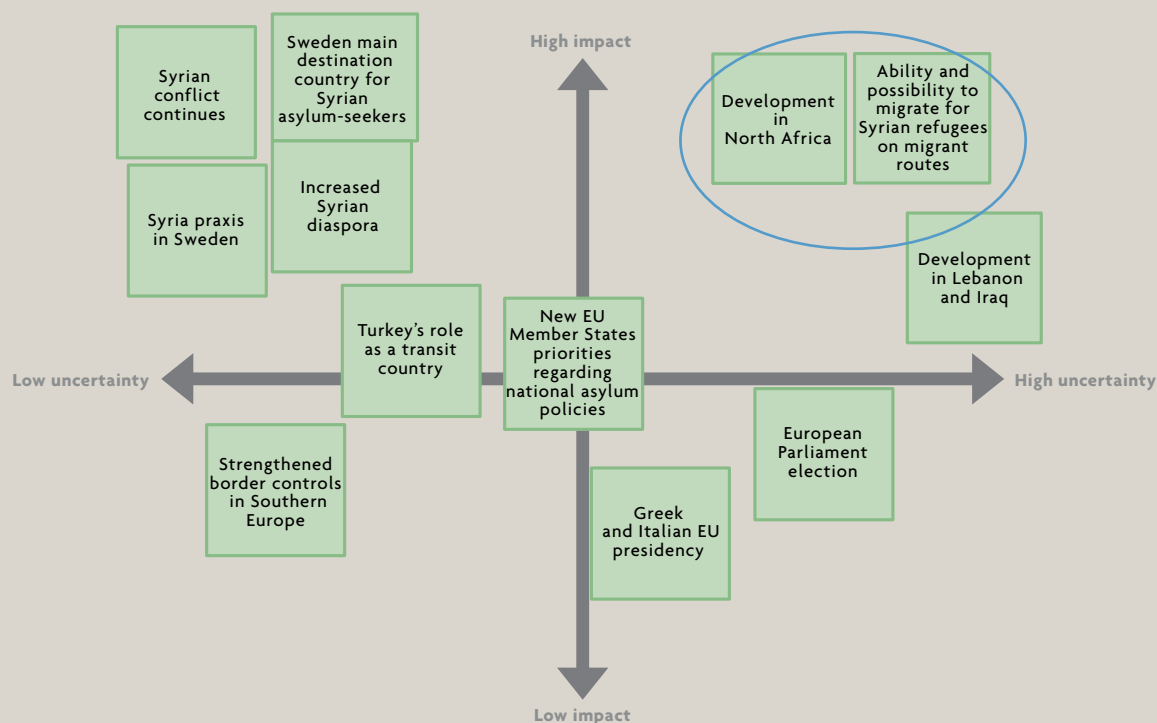 High impact
Syrian
conflict
continues
Sweden main
destination
country for
Syrian
asylum-seekers
Development
in
North Africa
Ability and
possibility to
migrate for
Syrian refugees
on migrant
routes
Syria praxis
in Sweden
Increased
Syrian
diaspora
Development
in Lebanon
and Iraq
Turkey’s role
as a transit
country
New EU
Member States
priorities
regarding
national asylum
policies
Low uncertainty
High uncertainty
Strengthened
border controls
in Southern
Europe
European
Parliament
election
Greek
and Italian EU
presidency
Low impact